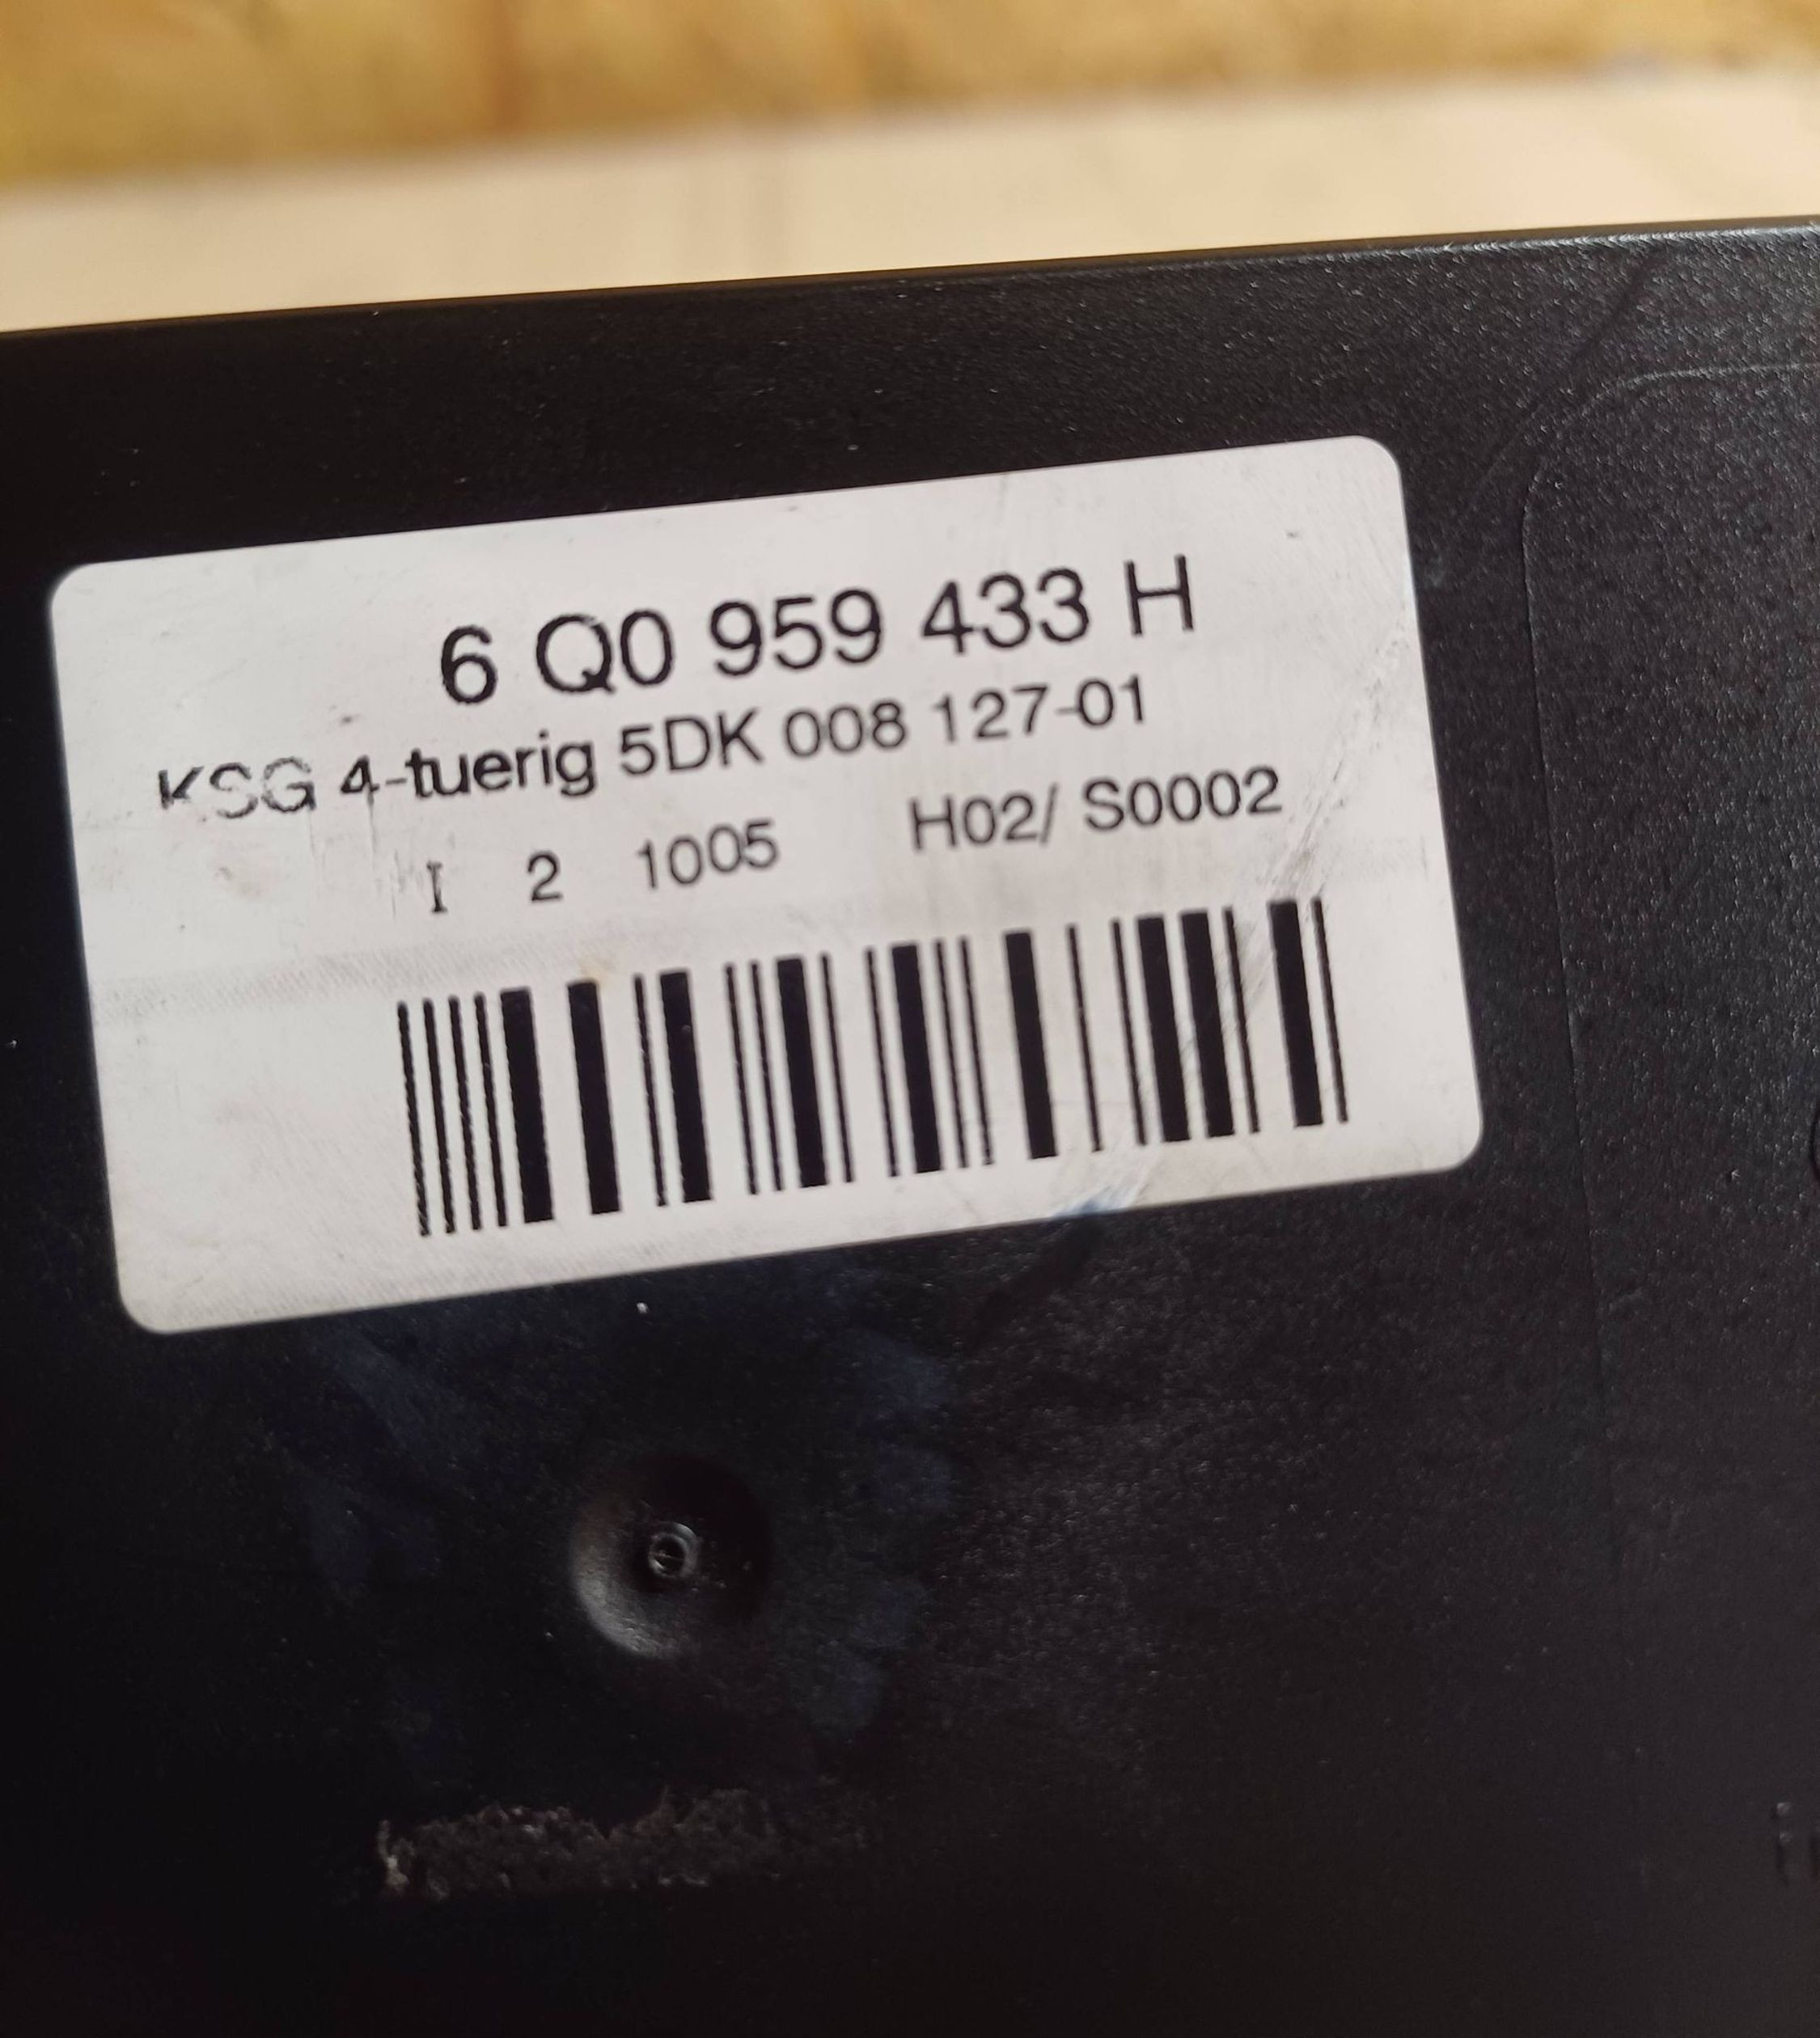 6 Q0 959 433 H
KSG 4-tuerig 5DK 008 127-01
I 2 1005 H02/ S0002